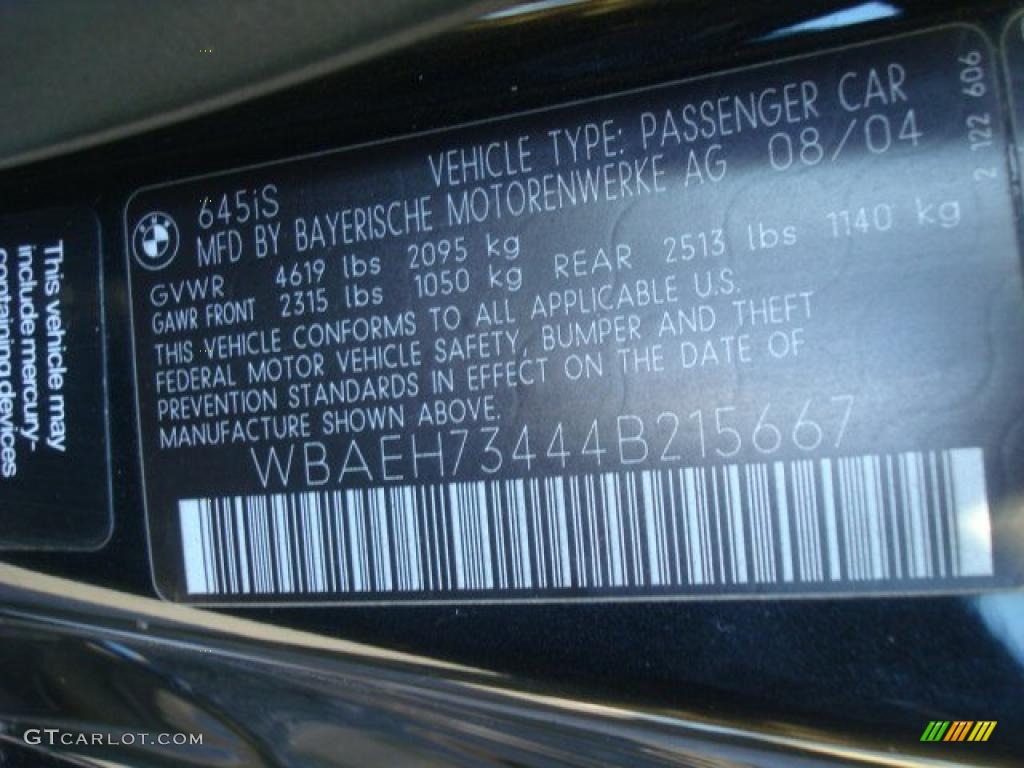 This vehicle may
include mercury-
containing devices
2 122 606
645iS
VEHICLE TYPE: PASSENGER CAR
MFD BY BAYERISCHE MOTORENWERKE AG 08/04
GVWR 4619 lbs 2095 kg
GAWR FRONT 2315 lbs 1050 kg REAR 2513 lbs 1140 kg
THIS VEHICLE CONFORMS TO ALL APPLICABLE U.S.
FEDERAL MOTOR VEHICLE SAFETY, BUMPER AND THEFT
PREVENTION STANDARDS IN EFFECT ON THE DATE OF
MANUFACTURE SHOWN ABOVE.
WBAEH73444B215667
GTCARLOT.COM